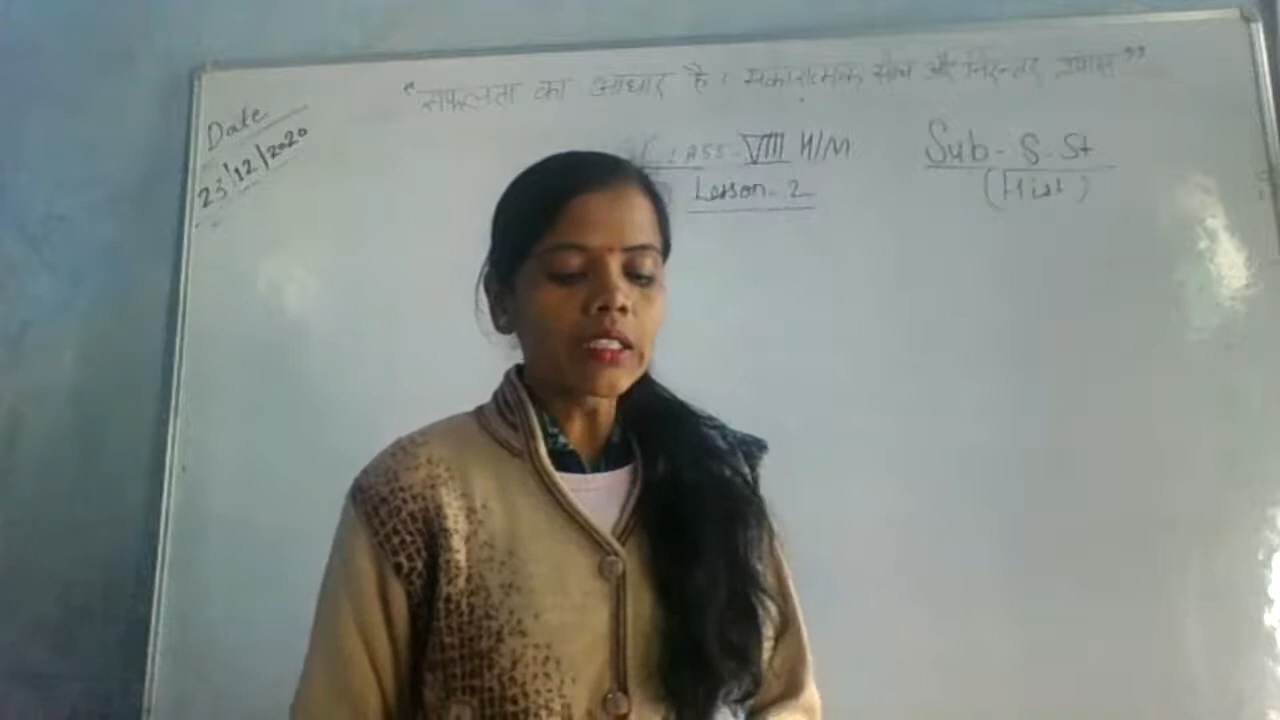 "सफलता का आधार है। सकारात्मक सोच और निरन्तर प्रयास"
Date
23/12/2020
Class VIII H/M
Sub- S.St
Lesson-2
(Hist)